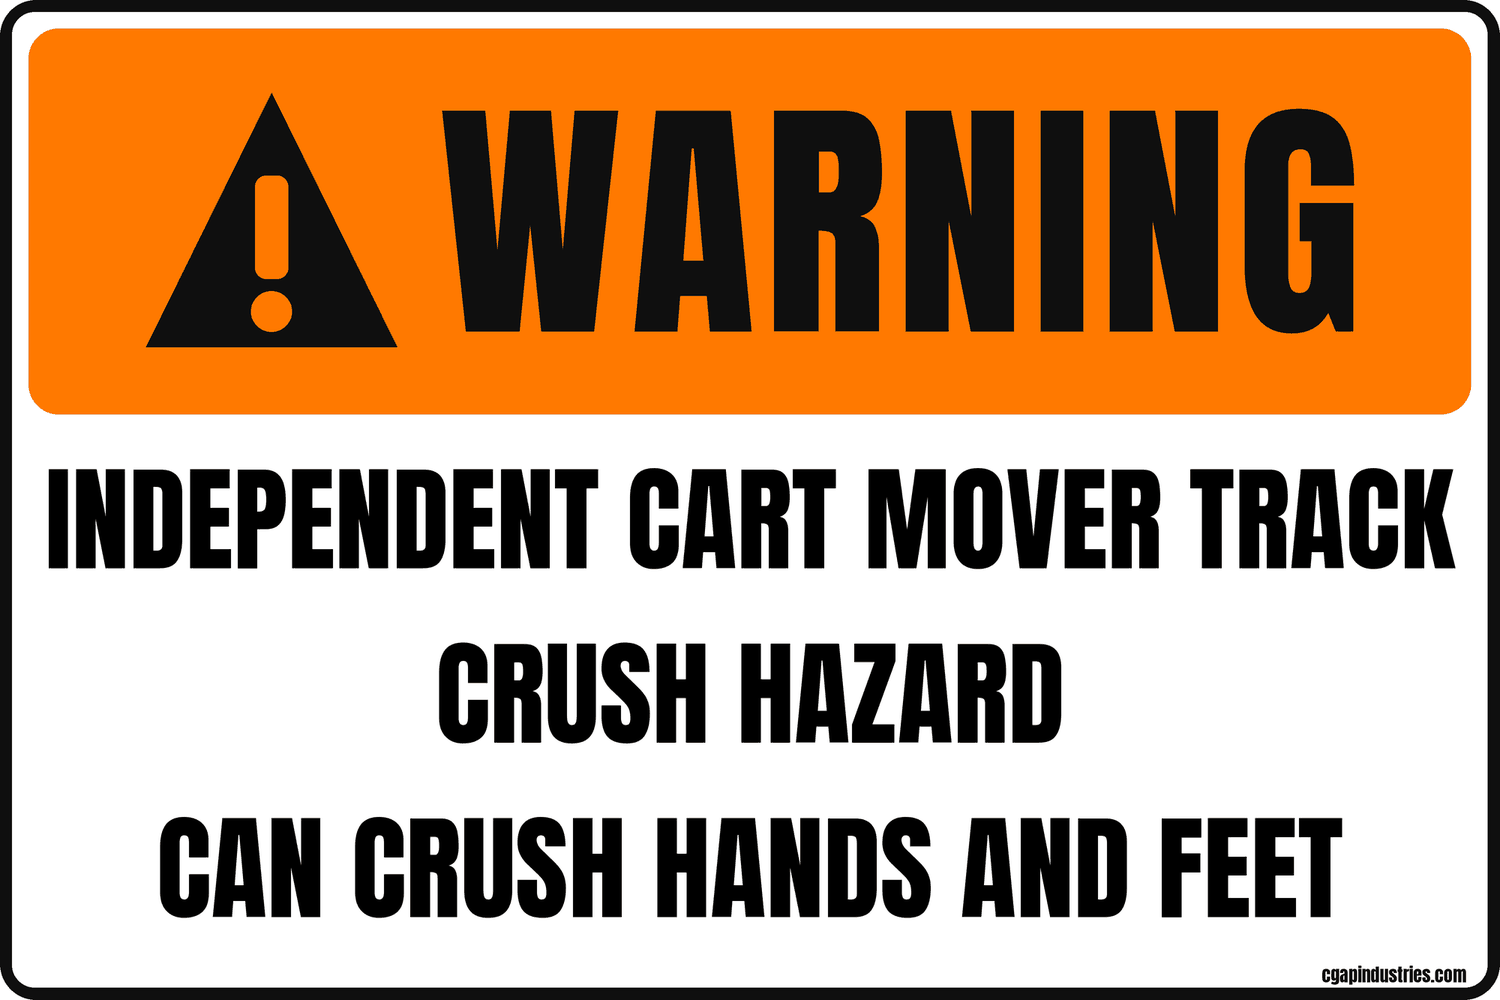 WARNING
INDEPENDENT CART MOVER TRACK
CRUSH HAZARD
CAN CRUSH HANDS AND FEET
cgapindustries.com